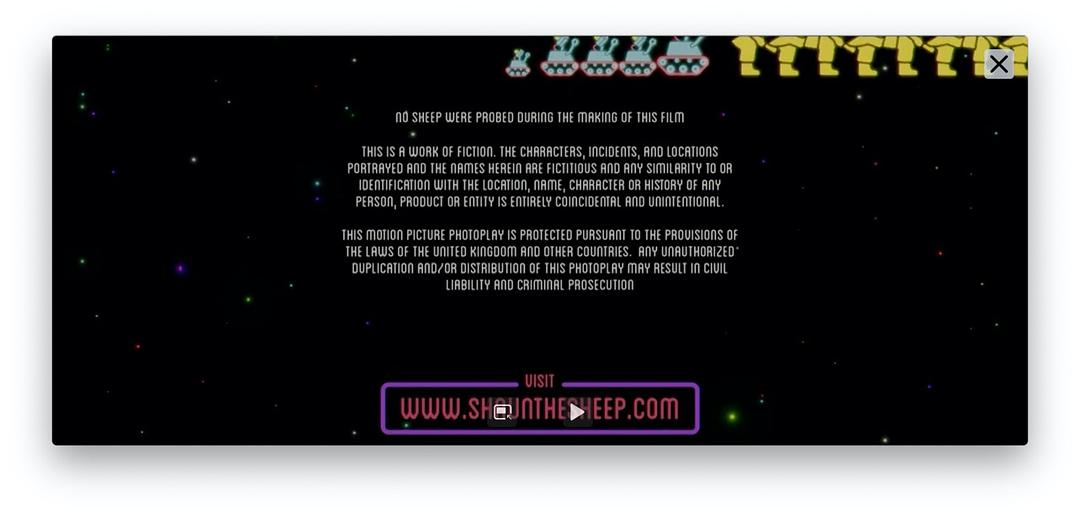 NO SHEEP WERE PROBED DURING THE MAKING OF THIS FILM
THIS IS A WORK OF FICTION. THE CHARACTERS, INCIDENTS, AND LOCATIONS
PORTRAYED AND THE NAMES HEREIN ARE FICTITIOUS AND ANY SIMILARITY TO OR
IDENTIFICATION WITH THE LOCATION, NAME, CHARACTER OR HISTORY OF ANY
PERSON, PRODUCT OR ENTITY IS ENTIRELY COINCIDENTAL AND UNINTENTIONAL.
THIS MOTION PICTURE PHOTOPLAY IS PROTECTED PURSUANT TO THE PROVISIONS OF
THE LAWS OF THE UNITED KINGDOM AND OTHER COUNTRIES. ANY UNAUTHORIZED
DUPLICATION AND/OR DISTRIBUTION OF THIS PHOTOPLAY MAY RESULT IN CIVIL
LIABILITY AND CRIMINAL PROSECUTION
VISIT
WWW.SHAUNTHESHEEP.COM